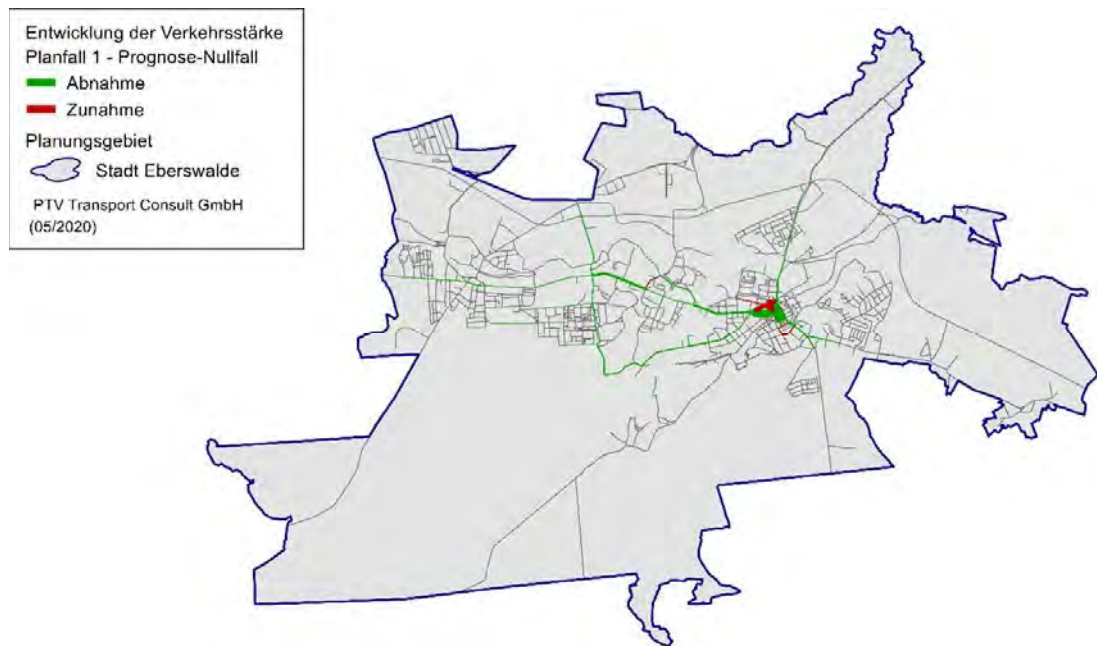 Entwicklung der Verkehrsstärke
Planfall 1 - Prognose-Nullfall
Abnahme
Zunahme
Planungsgebiet
Stadt Eberswalde
PTV Transport Consult GmbH
(05/2020)